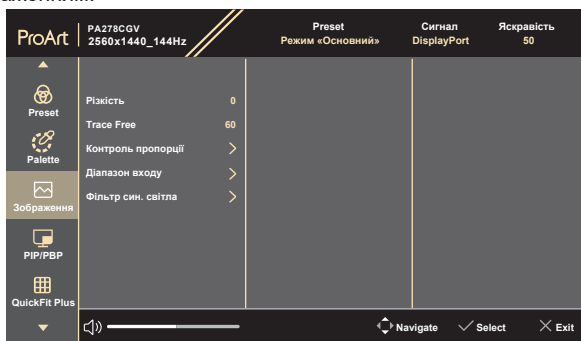 ProArt
PA278CGV
2560x1440_144Hz
Preset
Режим «Основний»
Сигнал
DisplayPort
Яскравість
50
Preset
Palette
Зображення
PIP/PBP
QuickFit Plus
Різкість 0
Trace Free 60
Контроль пропорції
Діапазон входу
Фільтр син. світла
Navigate
Select
Exit